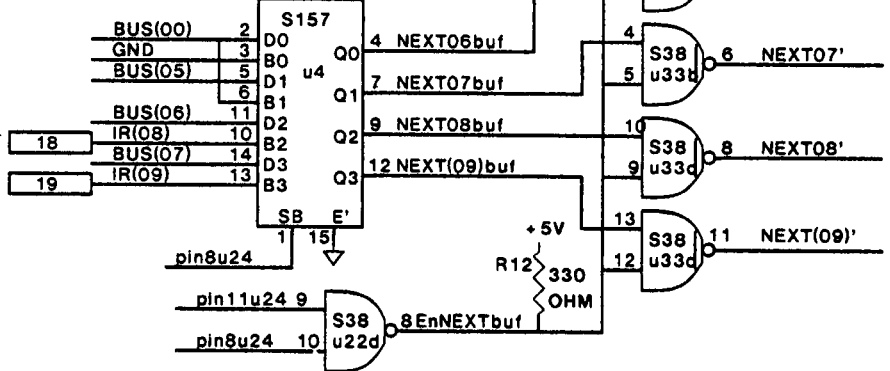 S157
u4
BUS(00) 2 D0
GND 3 B0
BUS(05) 5 D1
6 B1
BUS(06) 11 D2
18 IR(08) 10 B2
BUS(07) 14 D3
19 IR(09) 13 B3
Q0 4 NEXT06buf
Q1 7 NEXT07buf
Q2 9 NEXT08buf
Q3 12 NEXT(09)buf
SB E'
1 15
pin8u24
4 S38 6 NEXT07'
5 u33b
10 S38 8 NEXT08'
9 u33c
13 S38 11 NEXT(09)'
12 u33d
+5V
R12 330
OHM
pin11u24 9 S38 8 EnNEXTbuf
pin8u24 10 u22d